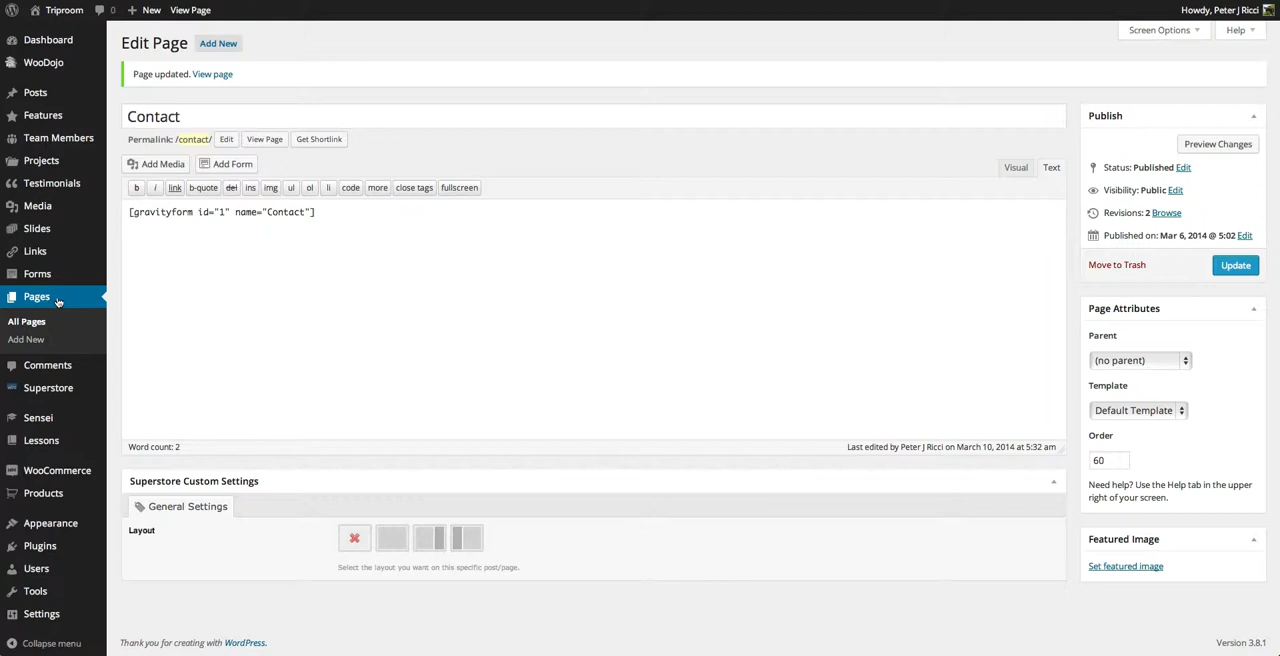 Triproom 0 New View Page Howdy, Peter J Ricci
Dashboard
WooDojo
Posts
Features
Team Members
Projects
Testimonials
Media
Slides
Links
Forms
Pages
All Pages
Add New
Comments
Superstore
Sensei
Lessons
WooCommerce
Products
Appearance
Plugins
Users
Tools
Settings
Collapse menu
Screen Options Help
Edit Page Add New
Page updated. View page
Contact
Permalink: /contact/ Edit View Page Get Shortlink
Add Media Add Form Visual Text
b i link b-quote del ins img ul ol li code more close tags fullscreen
[gravityform id="1" name="Contact"]
Word count: 2 Last edited by Peter J Ricci on March 10, 2014 at 5:32 am
Superstore Custom Settings
General Settings
Layout
Select the layout you want on this specific post/page.
Publish
Preview Changes
Status: Published Edit
Visibility: Public Edit
Revisions: 2 Browse
Published on: Mar 6, 2014 @ 5:02 Edit
Move to Trash Update
Page Attributes
Parent
(no parent)
Template
Default Template
Order
60
Need help? Use the Help tab in the upper
right of your screen.
Featured Image
Set featured image
Thank you for creating with WordPress. Version 3.8.1